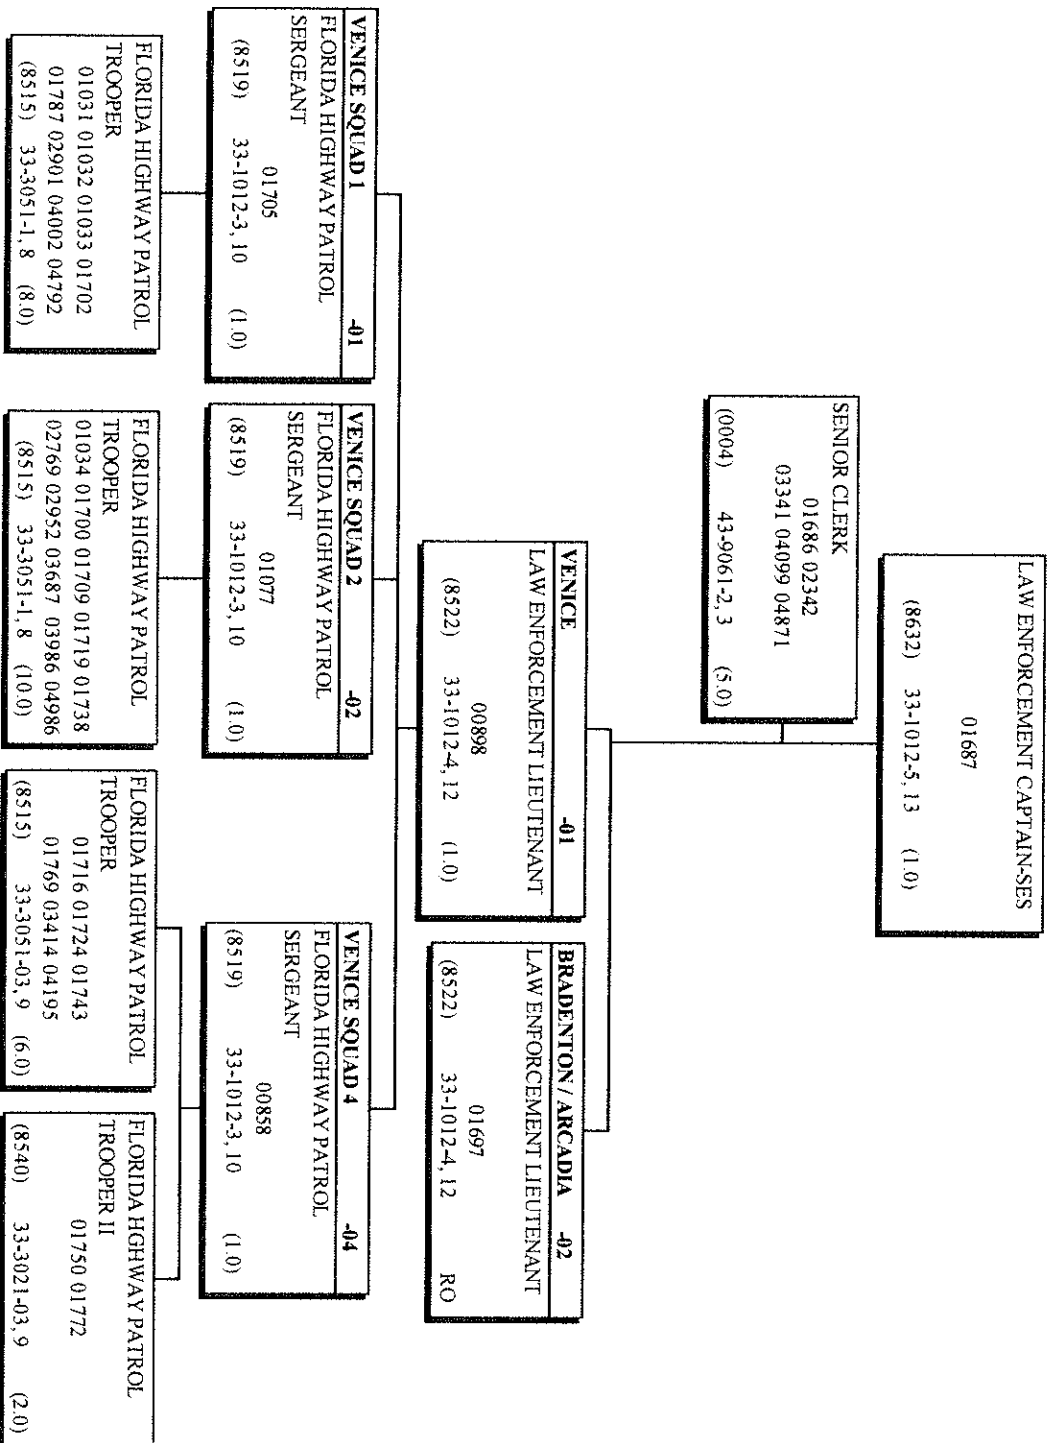 LAW ENFORCEMENT CAPTAIN-SES
01687
(8632) 33-1012-5, 13 (1.0)
SENIOR CLERK
01686 02342
03341 04099 04871
(0004) 43-9061-2, 3 (5.0)
VENICE -01
LAW ENFORCEMENT LIEUTENANT
00898
(8522) 33-1012-4, 12 (1.0)
BRADENTON / ARCADIA -02
LAW ENFORCEMENT LIEUTENANT
01697
(8522) 33-1012-4, 12 RO
VENICE SQUAD 1 -01
FLORIDA HIGHWAY PATROL
SERGEANT
01705
(8519) 33-1012-3, 10 (1.0)
VENICE SQUAD 2 -02
FLORIDA HIGHWAY PATROL
SERGEANT
01077
(8519) 33-1012-3, 10 (1.0)
VENICE SQUAD 4 -04
FLORIDA HIGHWAY PATROL
SERGEANT
00858
(8519) 33-1012-3, 10 (1.0)
FLORIDA HIGHWAY PATROL
TROOPER
01031 01032 01033 01702
01787 02901 04002 04792
(8515) 33-3051-1, 8 (8.0)
FLORIDA HIGHWAY PATROL
TROOPER
01034 01700 01709 01719 01738
02769 02952 03687 03986 04986
(8515) 33-3051-1, 8 (10.0)
FLORIDA HIGHWAY PATROL
TROOPER
01716 01724 01743
01769 03414 04195
(8515) 33-3051-03, 9 (6.0)
FLORIDA HGHWAY PATROL
TROOPER II
01750 01772
(8540) 33-3021-03, 9 (2.0)